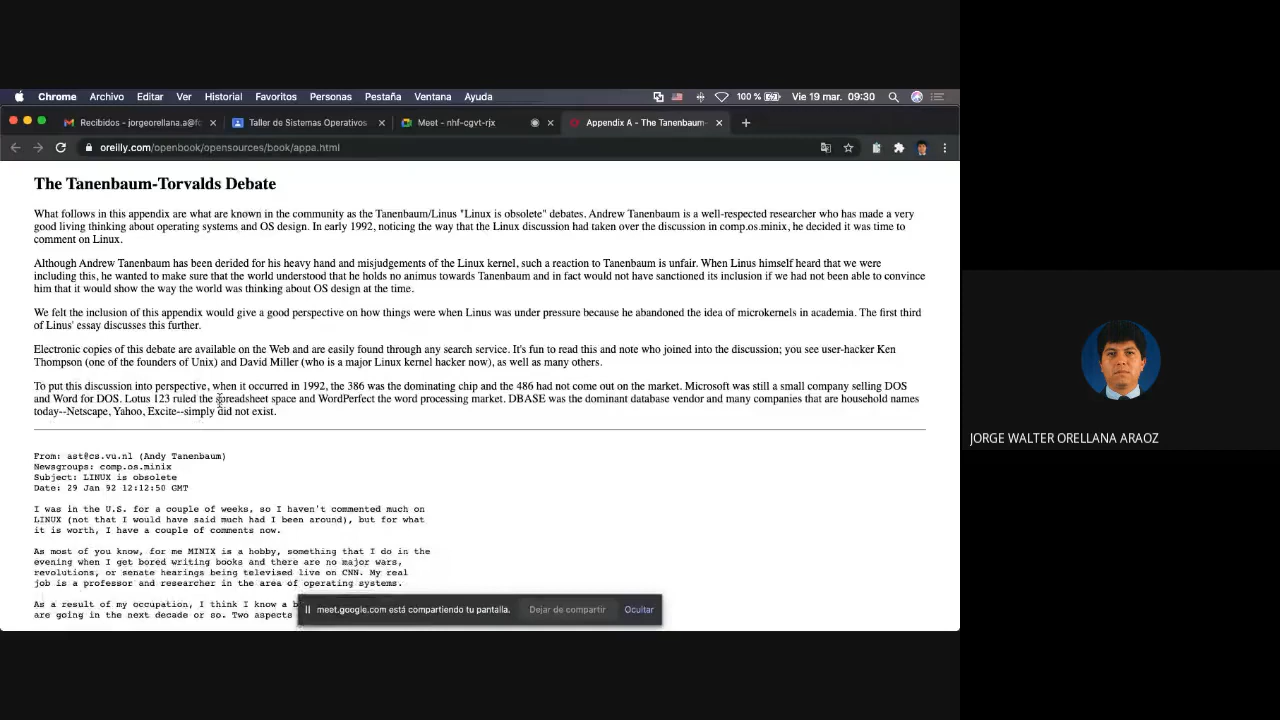 Chrome Archivo Editar Ver Historial Favoritos Personas Pestaña Ventana Ayuda 100 % Vie 19 mar. 09:30
Recibidos - jorgeorellana.a@fc Taller de Sistemas Operativos Meet - nhf-cgvt-rjx Appendix A - The Tanenbaum-
oreilly.com/openbook/opensources/book/appa.html
The Tanenbaum-Torvalds Debate
What follows in this appendix are what are known in the community as the Tanenbaum/Linus "Linux is obsolete" debates. Andrew Tanenbaum is a well-respected researcher who has made a very
good living thinking about operating systems and OS design. In early 1992, noticing the way that the Linux discussion had taken over the discussion in comp.os.minix, he decided it was time to
comment on Linux.
Although Andrew Tanenbaum has been derided for his heavy hand and misjudgements of the Linux kernel, such a reaction to Tanenbaum is unfair. When Linus himself heard that we were
including this, he wanted to make sure that the world understood that he holds no animus towards Tanenbaum and in fact would not have sanctioned its inclusion if we had not been able to convince
him that it would show the way the world was thinking about OS design at the time.
We felt the inclusion of this appendix would give a good perspective on how things were when Linus was under pressure because he abandoned the idea of microkernels in academia. The first third
of Linus' essay discusses this further.
Electronic copies of this debate are available on the Web and are easily found through any search service. It's fun to read this and note who joined into the discussion; you see user-hacker Ken
Thompson (one of the founders of Unix) and David Miller (who is a major Linux kernel hacker now), as well as many others.
To put this discussion into perspective, when it occurred in 1992, the 386 was the dominating chip and the 486 had not come out on the market. Microsoft was still a small company selling DOS
and Word for DOS. Lotus 123 ruled the spreadsheet space and WordPerfect the word processing market. DBASE was the dominant database vendor and many companies that are household names
today--Netscape, Yahoo, Excite--simply did not exist.
From: ast@cs.vu.nl (Andy Tanenbaum)
Newsgroups: comp.os.minix
Subject: LINUX is obsolete
Date: 29 Jan 92 12:12:50 GMT
I was in the U.S. for a couple of weeks, so I haven't commented much on
LINUX (not that I would have said much had I been around), but for what
it is worth, I have a couple of comments now.
As most of you know, for me MINIX is a hobby, something that I do in the
evening when I get bored writing books and there are no major wars,
revolutions, or senate hearings being televised live on CNN. My real
job is a professor and researcher in the area of operating systems.
As a result of my occupation, I think I know a b
are going in the next decade or so. Two aspects
meet.google.com está compartiendo tu pantalla. Dejar de compartir Ocultar
JORGE WALTER ORELLANA ARAOZ